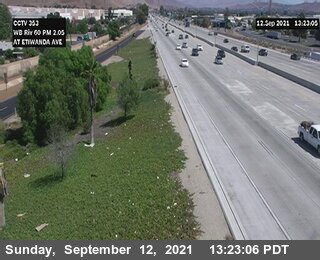 CCTV 353
WB Riv 60 PM 2.05
AT ETIWANDA AVE
12 Sep 2021 13:23:05
Sunday, September 12, 2021 13:23:06 PDT